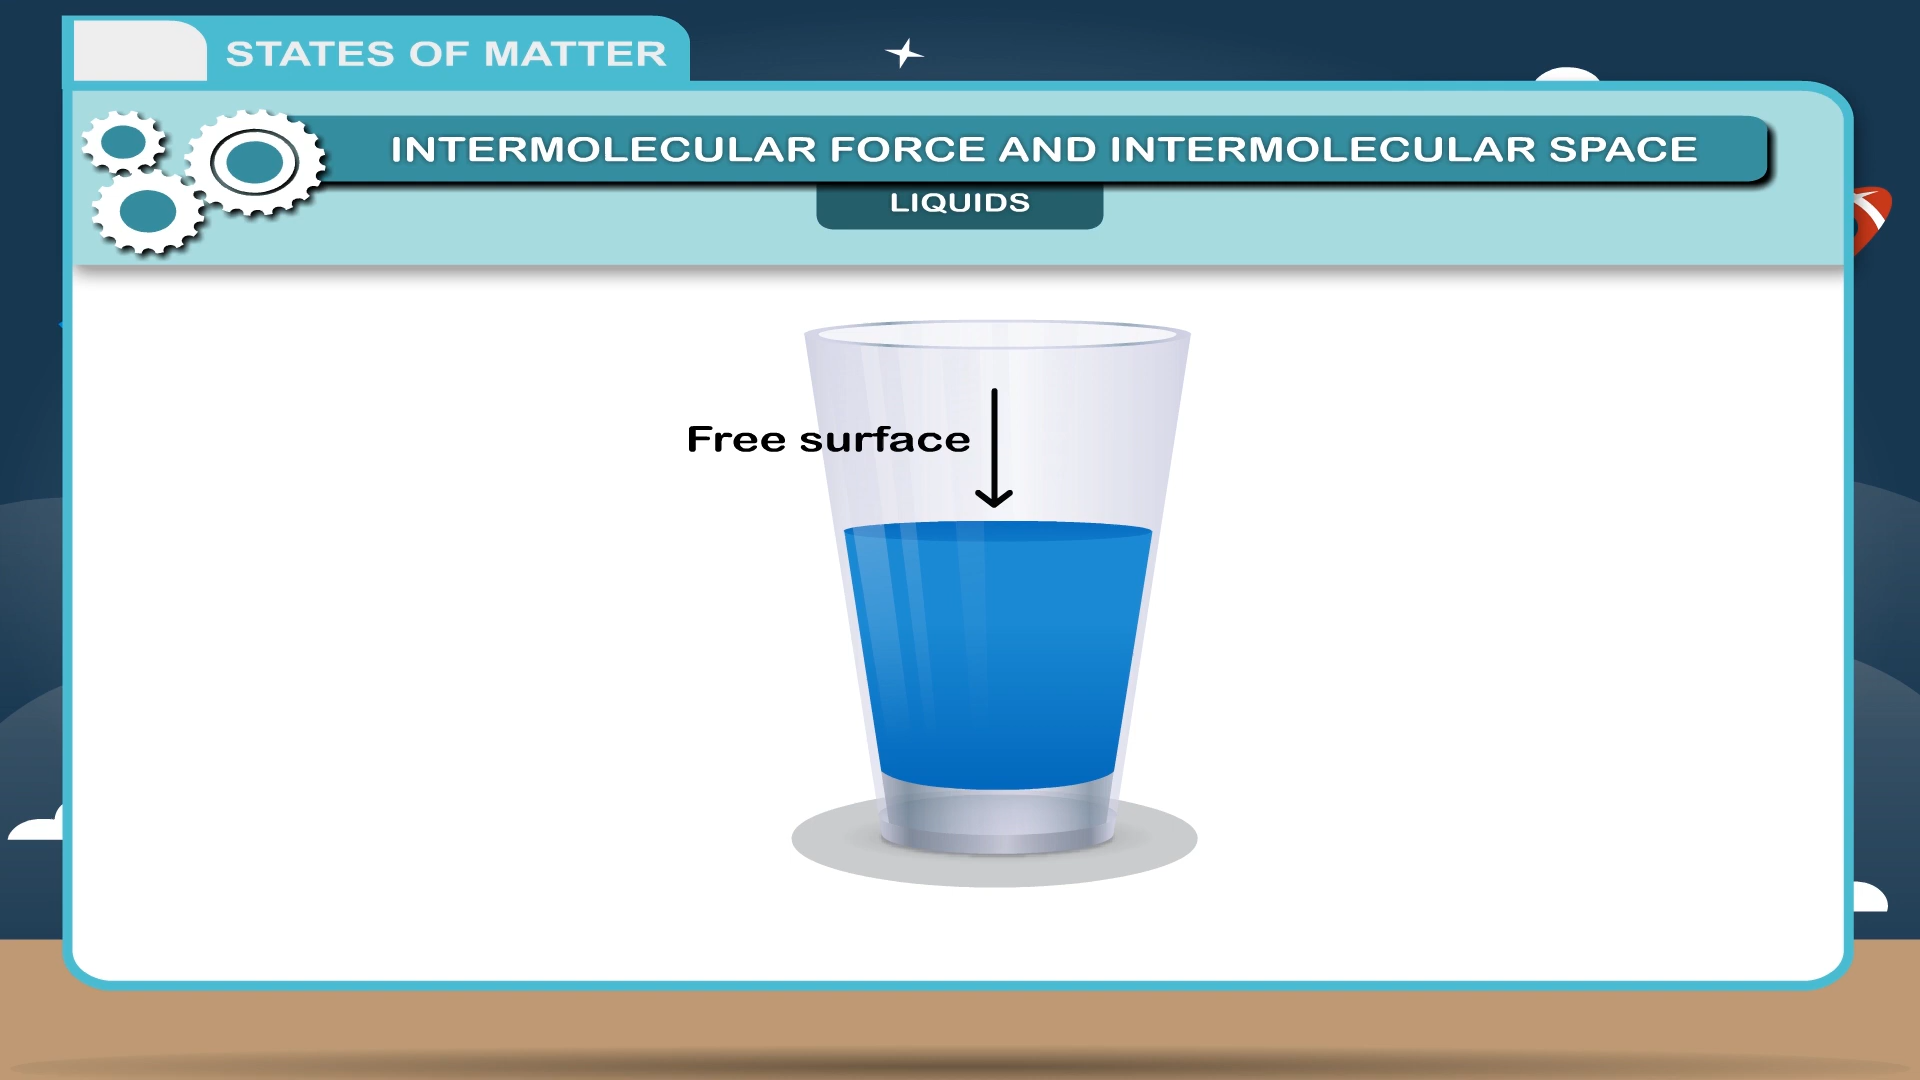 STATES OF MATTER
INTERMOLECULAR FORCE AND INTERMOLECULAR SPACE
LIQUIDS
Free surface